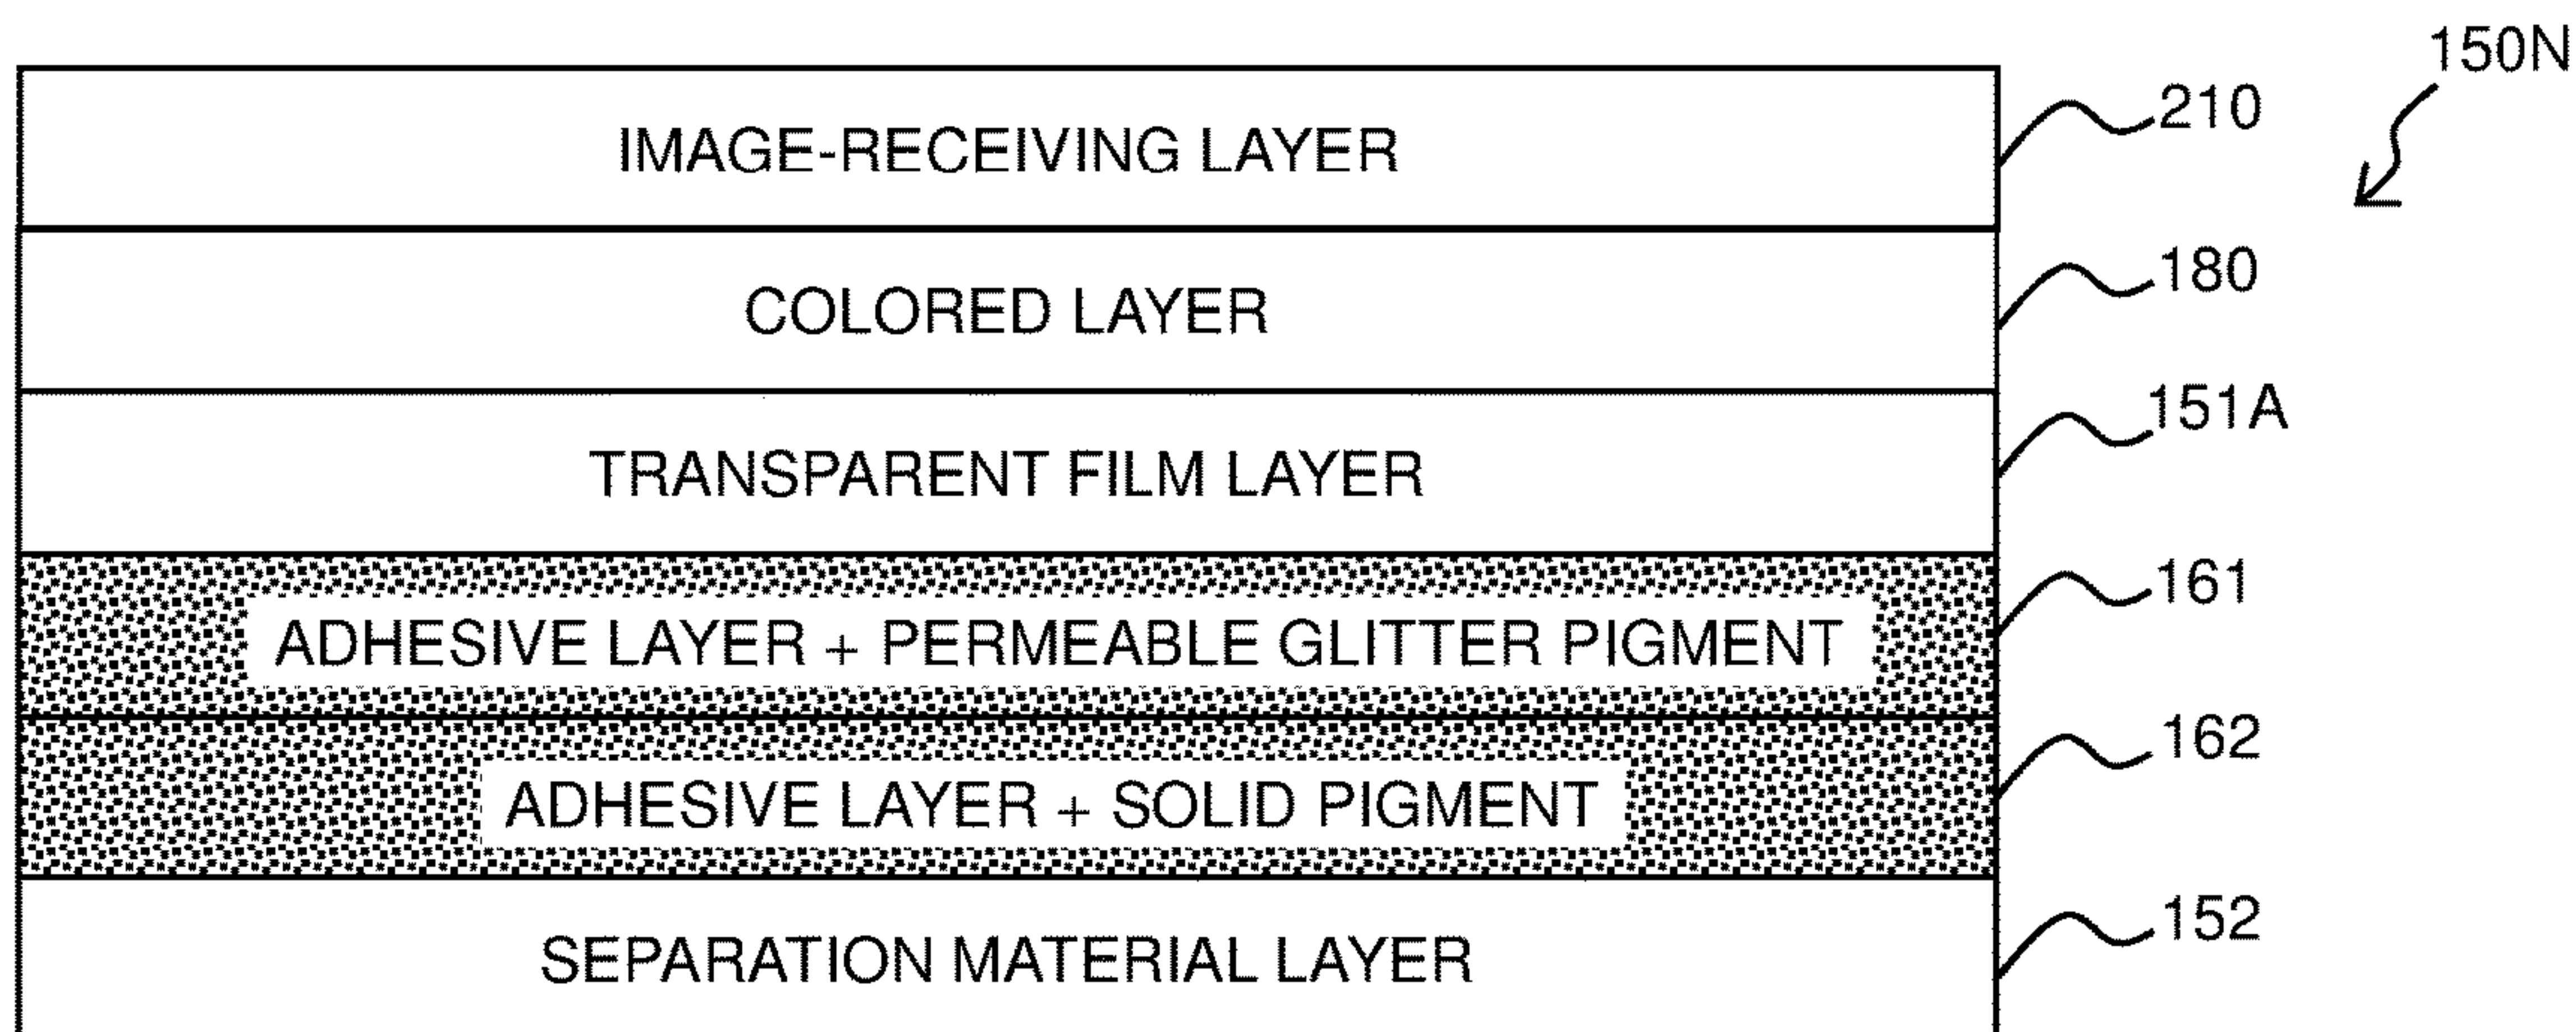 150N
IMAGE-RECEIVING LAYER 210
COLORED LAYER 180
TRANSPARENT FILM LAYER 151A
ADHESIVE LAYER + PERMEABLE GLITTER PIGMENT 161
ADHESIVE LAYER + SOLID PIGMENT 162
SEPARATION MATERIAL LAYER 152